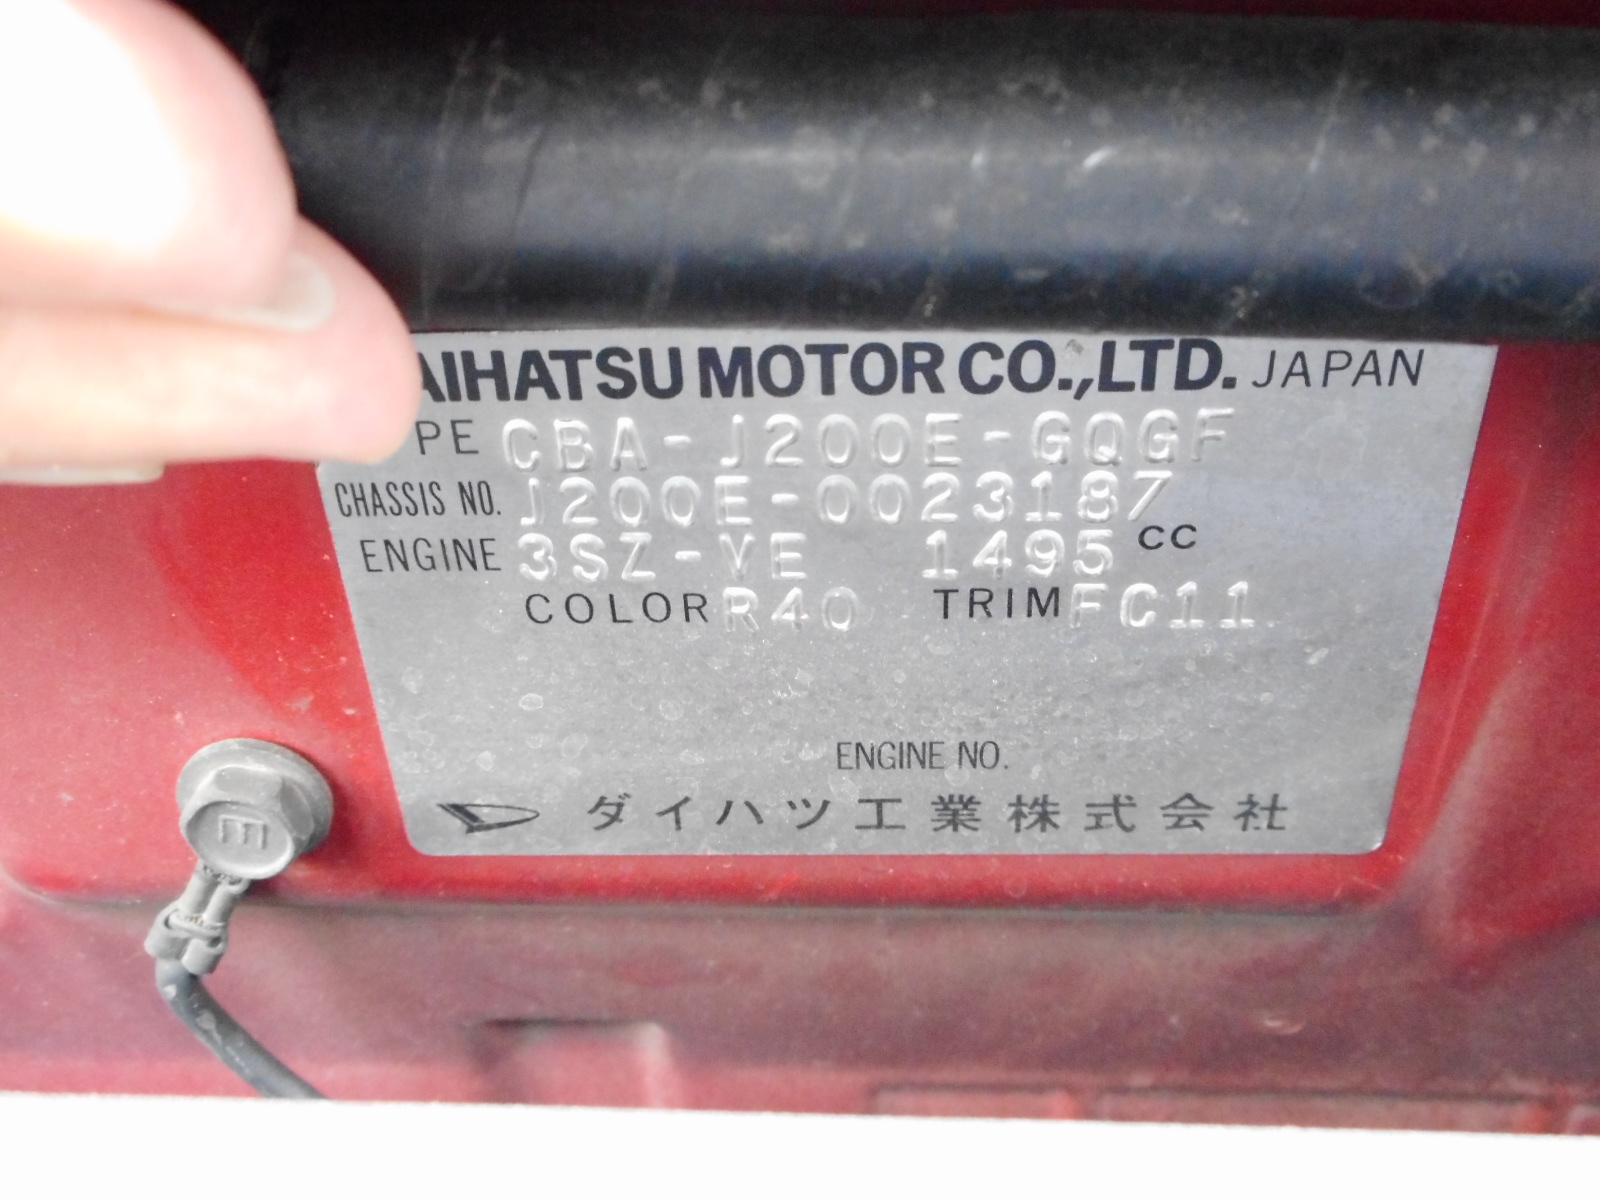 AIHATSU MOTOR CO.,LTD. JAPAN
PE CBA-J200E-GQGF
CHASSIS NO. J200E-0023187
ENGINE 3SZ-VE 1495 CC
COLOR R40 TRIM FC11
ENGINE NO.
ダイハツ工業株式会社